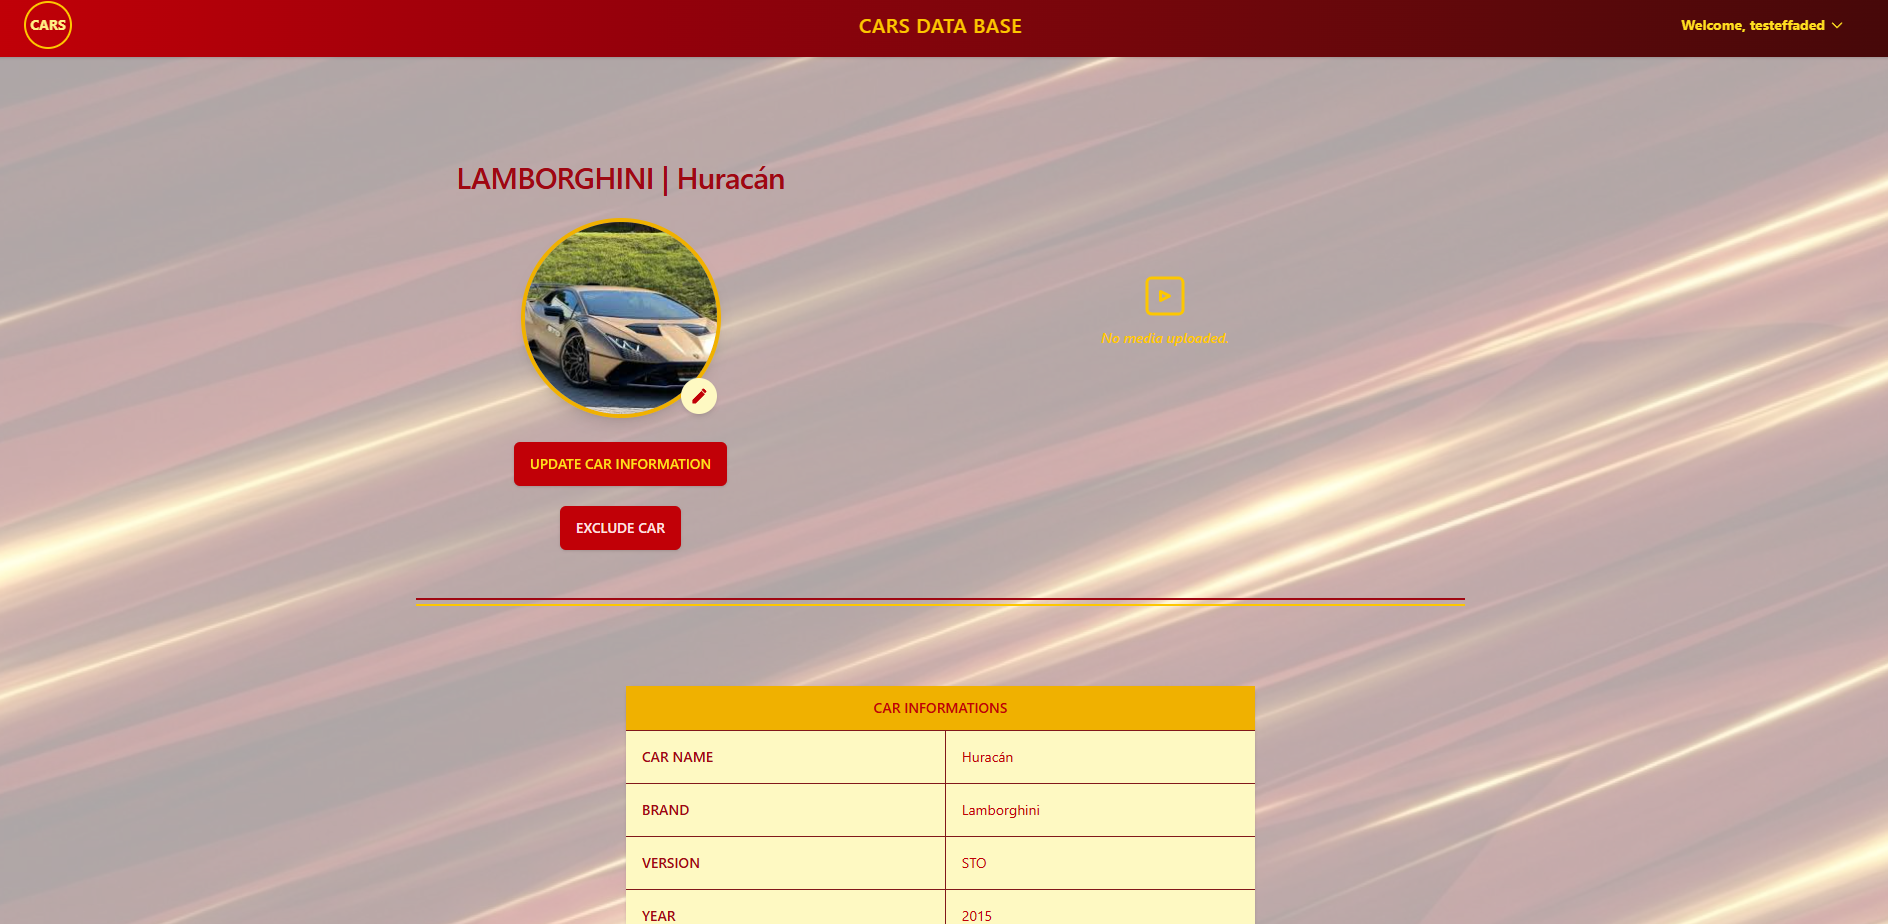 CARS
CARS DATA BASE
Welcome, testeffaded
LAMBORGHINI | Huracán
No media uploaded.
UPDATE CAR INFORMATION
EXCLUDE CAR
CAR INFORMATIONS
CAR NAME
Huracán
BRAND
Lamborghini
VERSION
STO
YEAR
2015